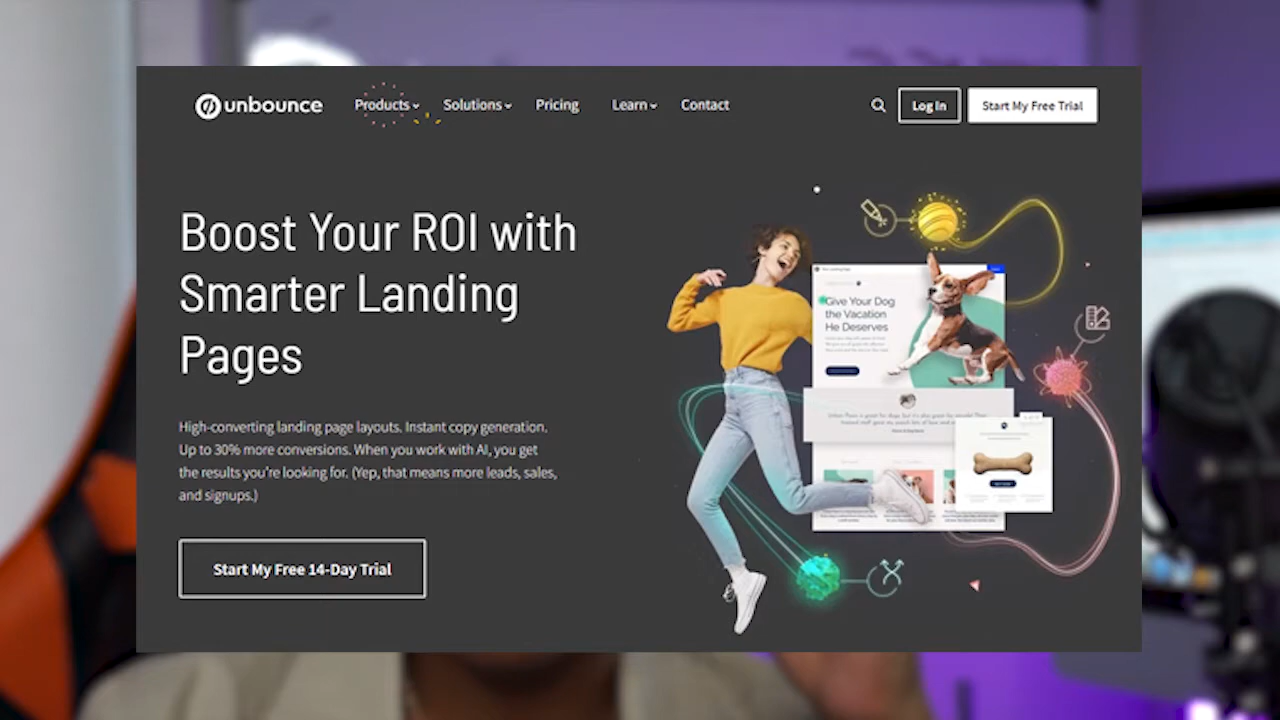 unbounce
Products
Solutions
Pricing
Learn
Contact
Log In
Start My Free Trial
Boost Your ROI with
Smarter Landing
Pages
High-converting landing page layouts. Instant copy generation.
Up to 30% more conversions. When you work with AI, you get
the results you're looking for. (Yep, that means more leads, sales,
and signups.)
Start My Free 14-Day Trial
Give Your Dog
the Vacation
He Deserves